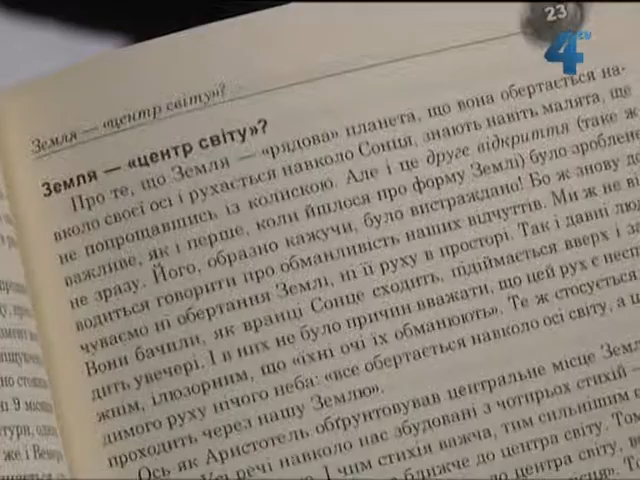 23
4
Земля — «центр світу»?
Земля — «центр світу»?
Про те, що Земля — «рядова» планета, що вона обертається на-
вколо своєї осі і рухається навколо Сонця, знають навіть малята, ще
не попрощавшись із колискою. Але і це друге відкриття (таке ж
важливе, як і перше, коли йшлося про форму Землі) було зроблено
не зразу. Його, образно кажучи, було вистраждано! Бо ж знову до
водиться говорити про обманливість наших відчуттів. Ми ж не ві
чуваємо ні обертання Землі, ні її руху в просторі. Так і давні люд
Вони бачили, як вранці Сонце сходить, підіймається вверх і за
дить увечері. І в них не було причин вважати, що цей рух є несп
жнім, ілюзорним, що «їхні очі їх обманюють». Те ж стосується
димого руху нічого неба: «все обертається навколо осі світу, а
проходить через нашу Землю».
Ось як Аристотель обґрунтовував центральне місце Земл
Усі речі навколо нас збудовані з чотирьох стихій —
І чим стихія важча, тим сильнішим
ближче до центра світу. Том
до центра світу,